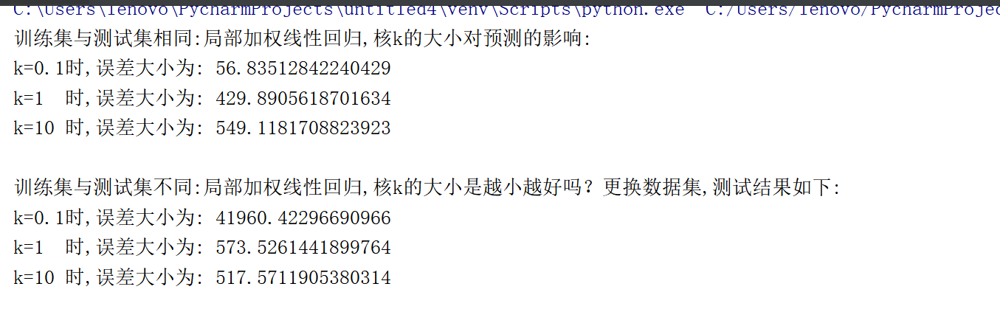 C:\Users\lenovo\PycharmProjects\untitled4\venv\Scripts\python.exe C:/Users/lenovo/PycharmProjec
训练集与测试集相同:局部加权线性回归,核k的大小对预测的影响:
k=0.1时,误差大小为: 56.83512842240429
k=1  时,误差大小为: 429.8905618701634
k=10 时,误差大小为: 549.1181708823923
训练集与测试集不同:局部加权线性回归,核k的大小是越小越好吗？更换数据集,测试结果如下:
k=0.1时,误差大小为: 41960.42296690966
k=1  时,误差大小为: 573.5261441899764
k=10 时,误差大小为: 517.5711905380314